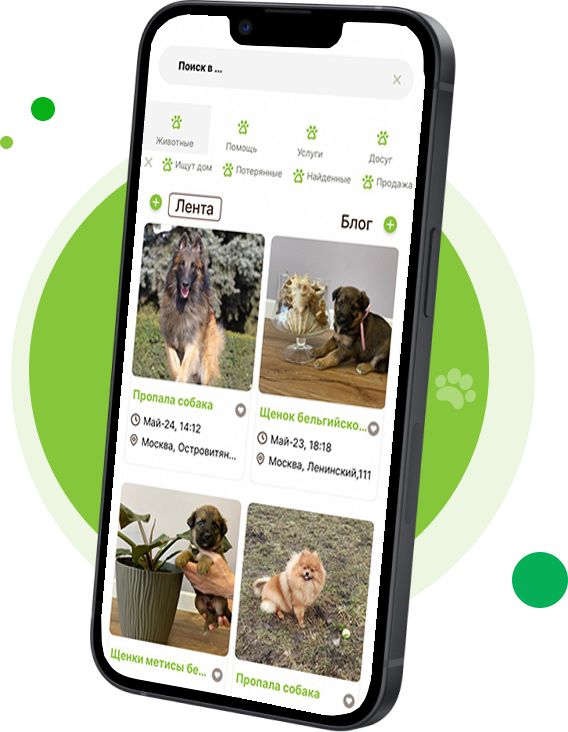 Поиск в ...
Животные
Помощь
Услуги
Досуг
Ищут дом
Потерянные
Найденные
Продажа
Лента
Блог
Пропала собака
Май-24, 14:12
Москва, Островитян...
Щенок бельгийско...
Май-23, 18:18
Москва, Ленинский,111
Щенки метисы бе...
Пропала собака